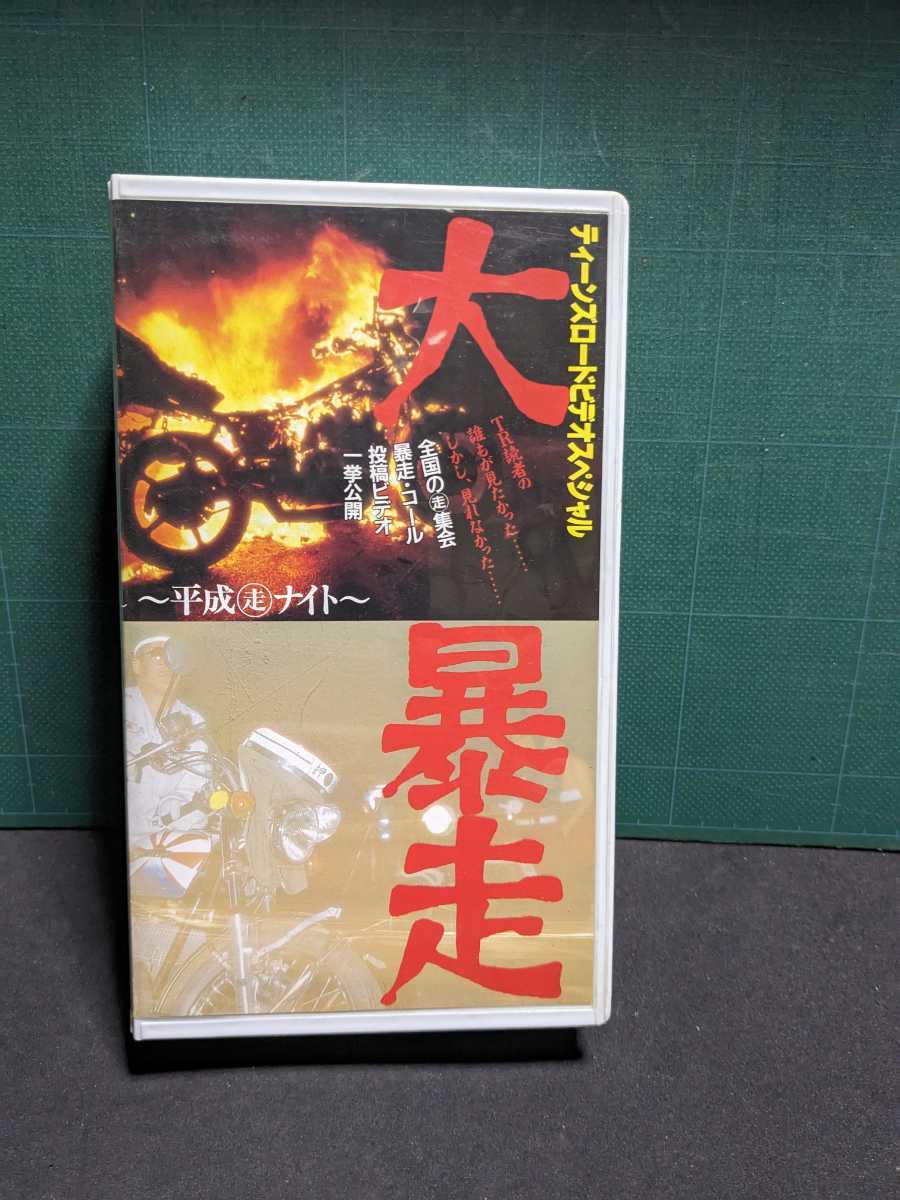 ティーンズロードビデオスペシャル
大暴走
TR読者の
誰もが見たかった……
しかし、見れなかった……
全国の㊋集会
暴走・コール
投稿ビデオ
一挙公開
～平成走ナイト～
押